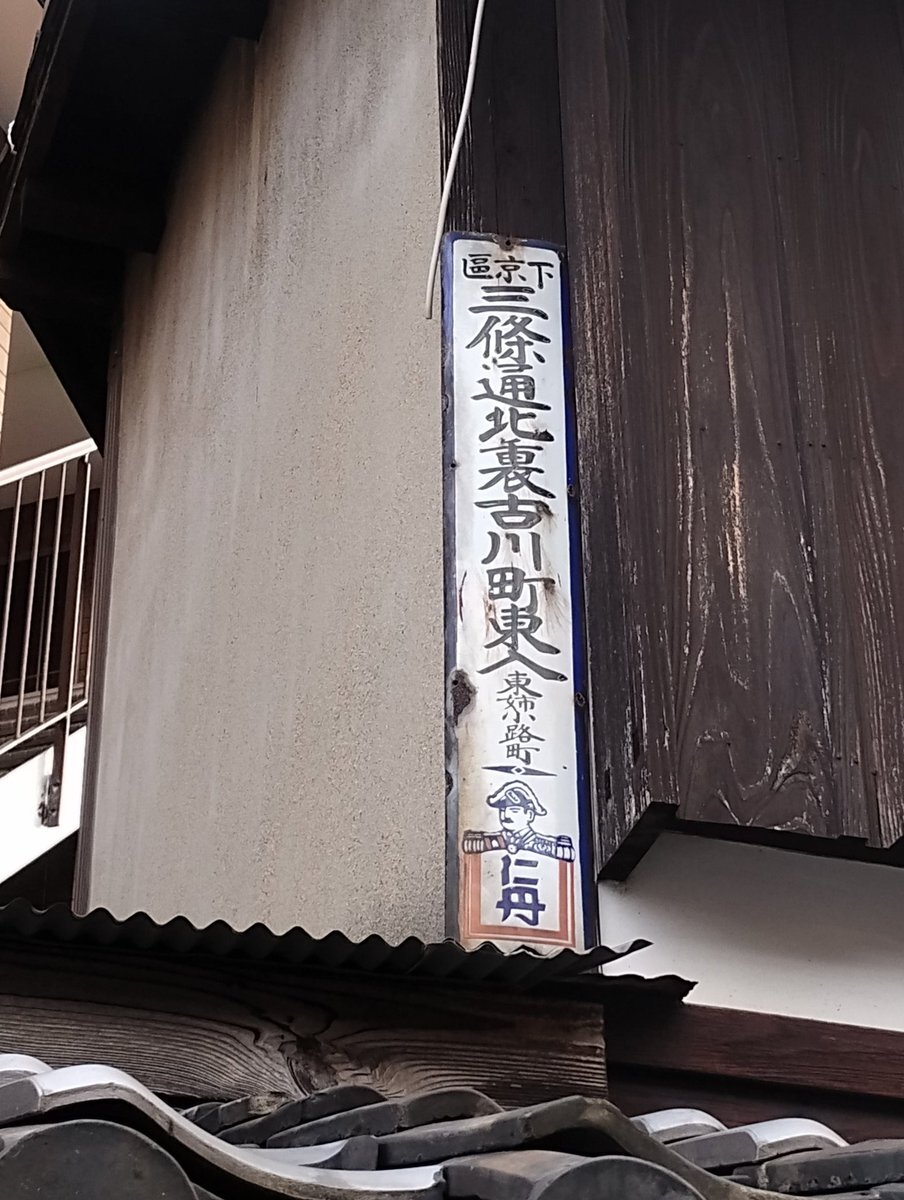 下京區
三條通北裏古川町東入
東姉小路町
仁丹